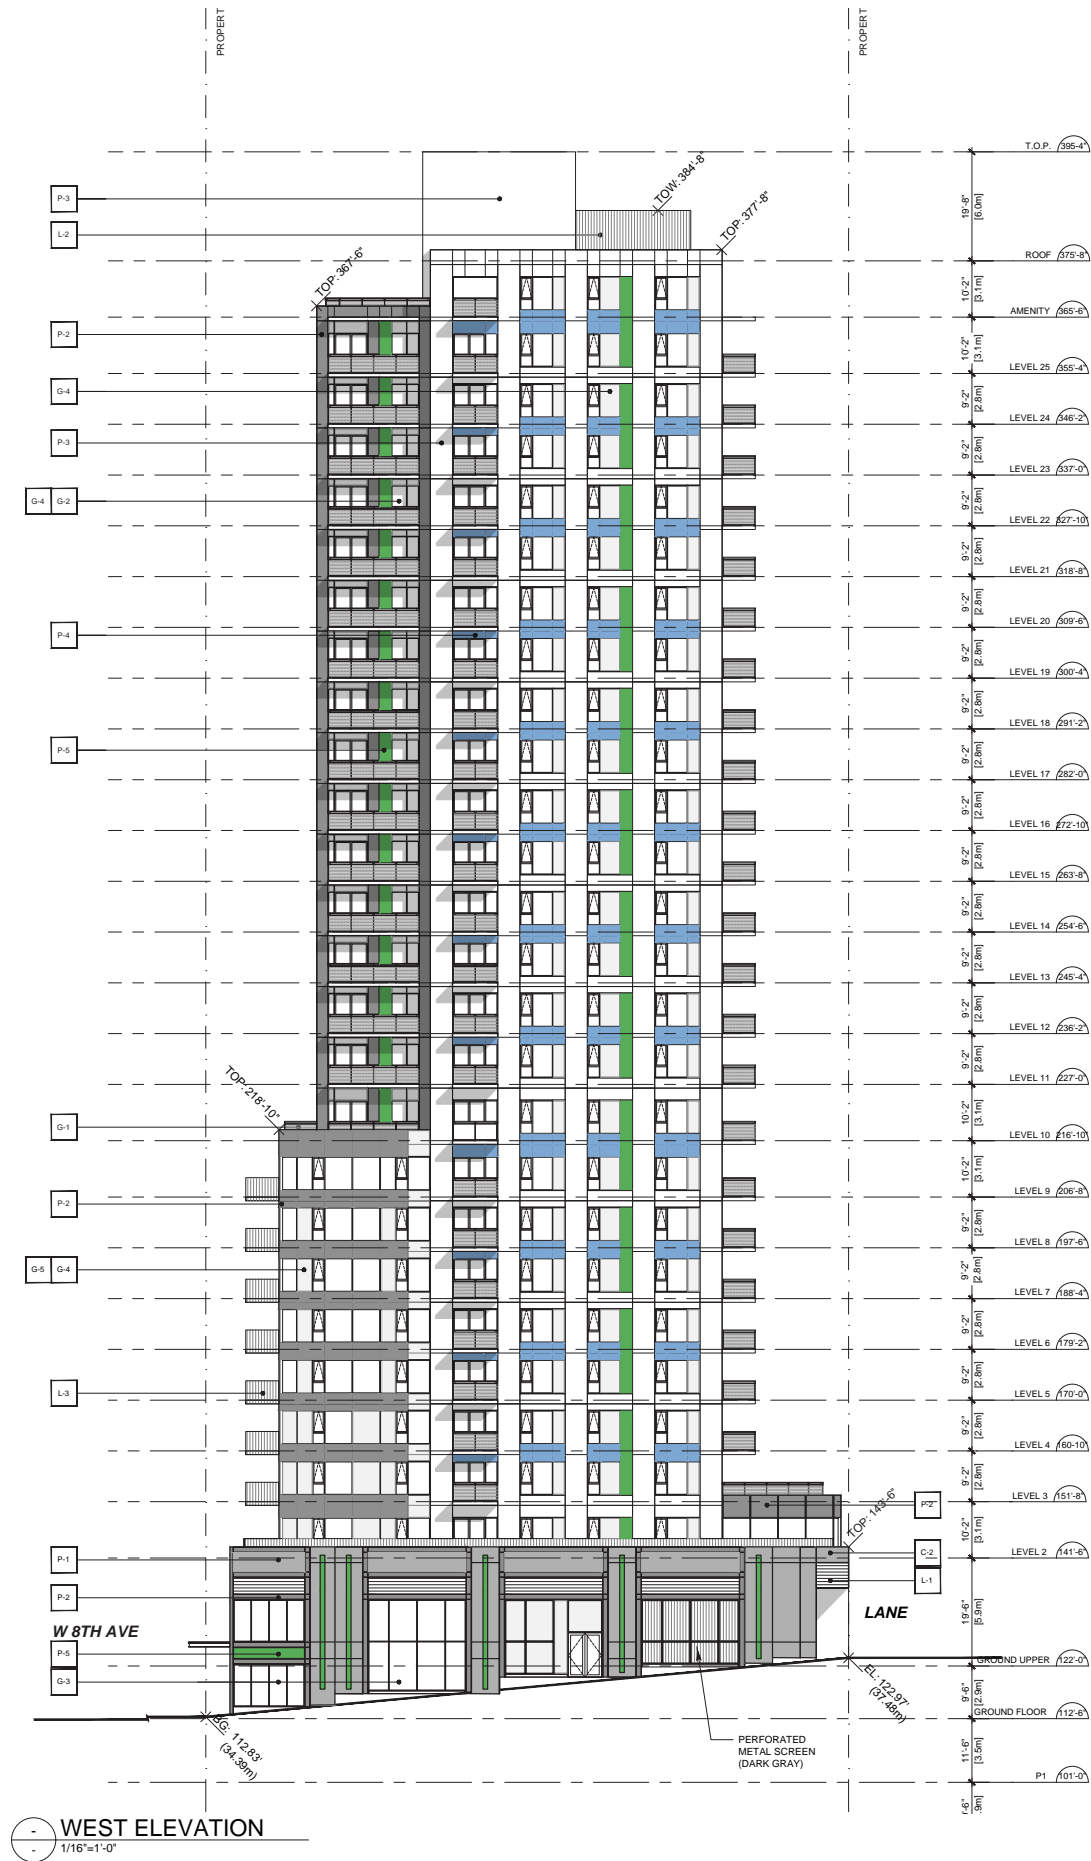 PROPERT
PROPERT
T.O.P. 395'-4"
19'-8"
[6.0m]
ROOF 375'-8"
10'-2"
[3.1m]
AMENITY 365'-6"
10'-2"
[3.1m]
LEVEL 25 355'-4"
9'-2"
[2.8m]
LEVEL 24 346'-2"
9'-2"
[2.8m]
LEVEL 23 337'-0"
9'-2"
[2.8m]
LEVEL 22 327'-10"
9'-2"
[2.8m]
LEVEL 21 318'-8"
9'-2"
[2.8m]
LEVEL 20 309'-6"
9'-2"
[2.8m]
LEVEL 19 300'-4"
9'-2"
[2.8m]
LEVEL 18 291'-2"
9'-2"
[2.8m]
LEVEL 17 282'-0"
9'-2"
[2.8m]
LEVEL 16 272'-10"
9'-2"
[2.8m]
LEVEL 15 263'-8"
9'-2"
[2.8m]
LEVEL 14 254'-6"
9'-2"
[2.8m]
LEVEL 13 245'-4"
9'-2"
[2.8m]
LEVEL 12 236'-2"
9'-2"
[2.8m]
LEVEL 11 227'-0"
10'-2"
[3.1m]
LEVEL 10 216'-10"
10'-2"
[3.1m]
LEVEL 9 206'-8"
9'-2"
[2.8m]
LEVEL 8 197'-6"
9'-2"
[2.8m]
LEVEL 7 188'-4"
9'-2"
[2.8m]
LEVEL 6 179'-2"
9'-2"
[2.8m]
LEVEL 5 170'-0"
9'-2"
[2.8m]
LEVEL 4 160'-10"
9'-2"
[2.8m]
LEVEL 3 151'-8"
10'-2"
[3.1m]
LEVEL 2 141'-6"
19'-6"
[5.9m]
GROUND UPPER 122'-0"
9'-6"
[2.9m]
GROUND FLOOR 112'-6"
11'-6"
[3.5m]
P1 101'-0"
'-6"
.9m]
P-3
L-2
P-2
G-4
P-3
G-4 G-2
P-4
P-5
G-1
P-2
G-5 G-4
L-3
P-1
P-2
W 8TH AVE
P-5
G-3
TOW: 384'-8"
TOP: 377'-8"
TOP: 367'-6"
TOP: 218'-10"
TOP: 143'-6"
P-2
C-2
L-1
LANE
EL: 122.97'
(37.48m)
BG: 112.83'
(34.39m)
PERFORATED
METAL SCREEN
(DARK GRAY)
-
-
WEST ELEVATION
1/16"=1'-0"